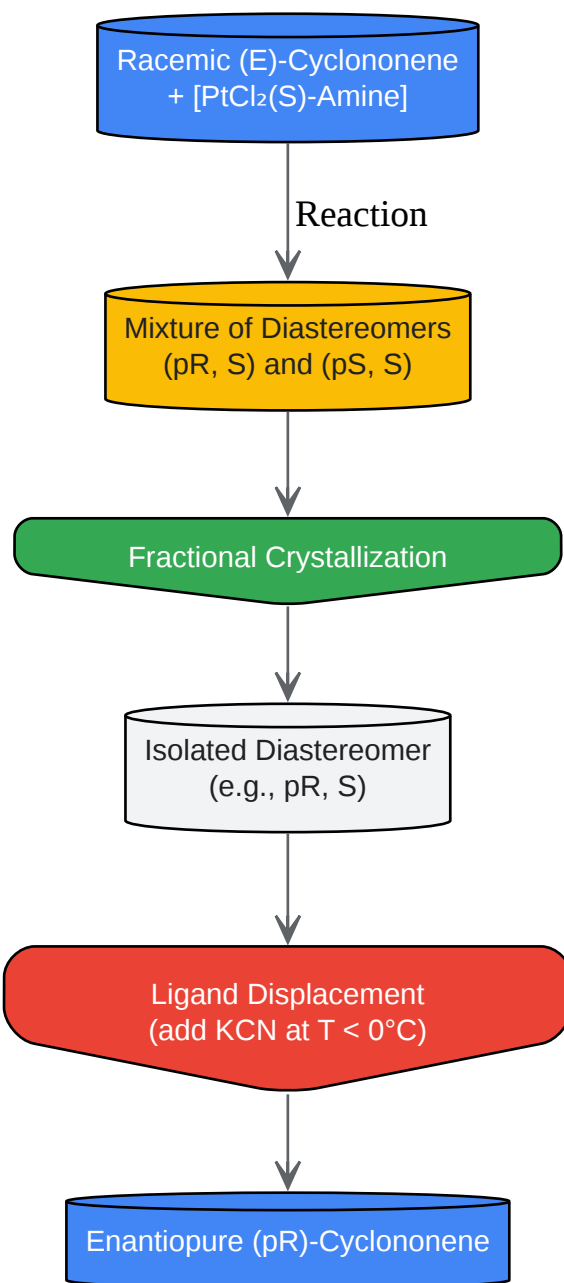 Racemic (E)-Cyclononene
+ [PtCl₂(S)-Amine]
Reaction
Mixture of Diastereomers
(pR, S) and (pS, S)
Fractional Crystallization
Isolated Diastereomer
(e.g., pR, S)
Ligand Displacement
(add KCN at T < 0°C)
Enantiopure (pR)-Cyclononene